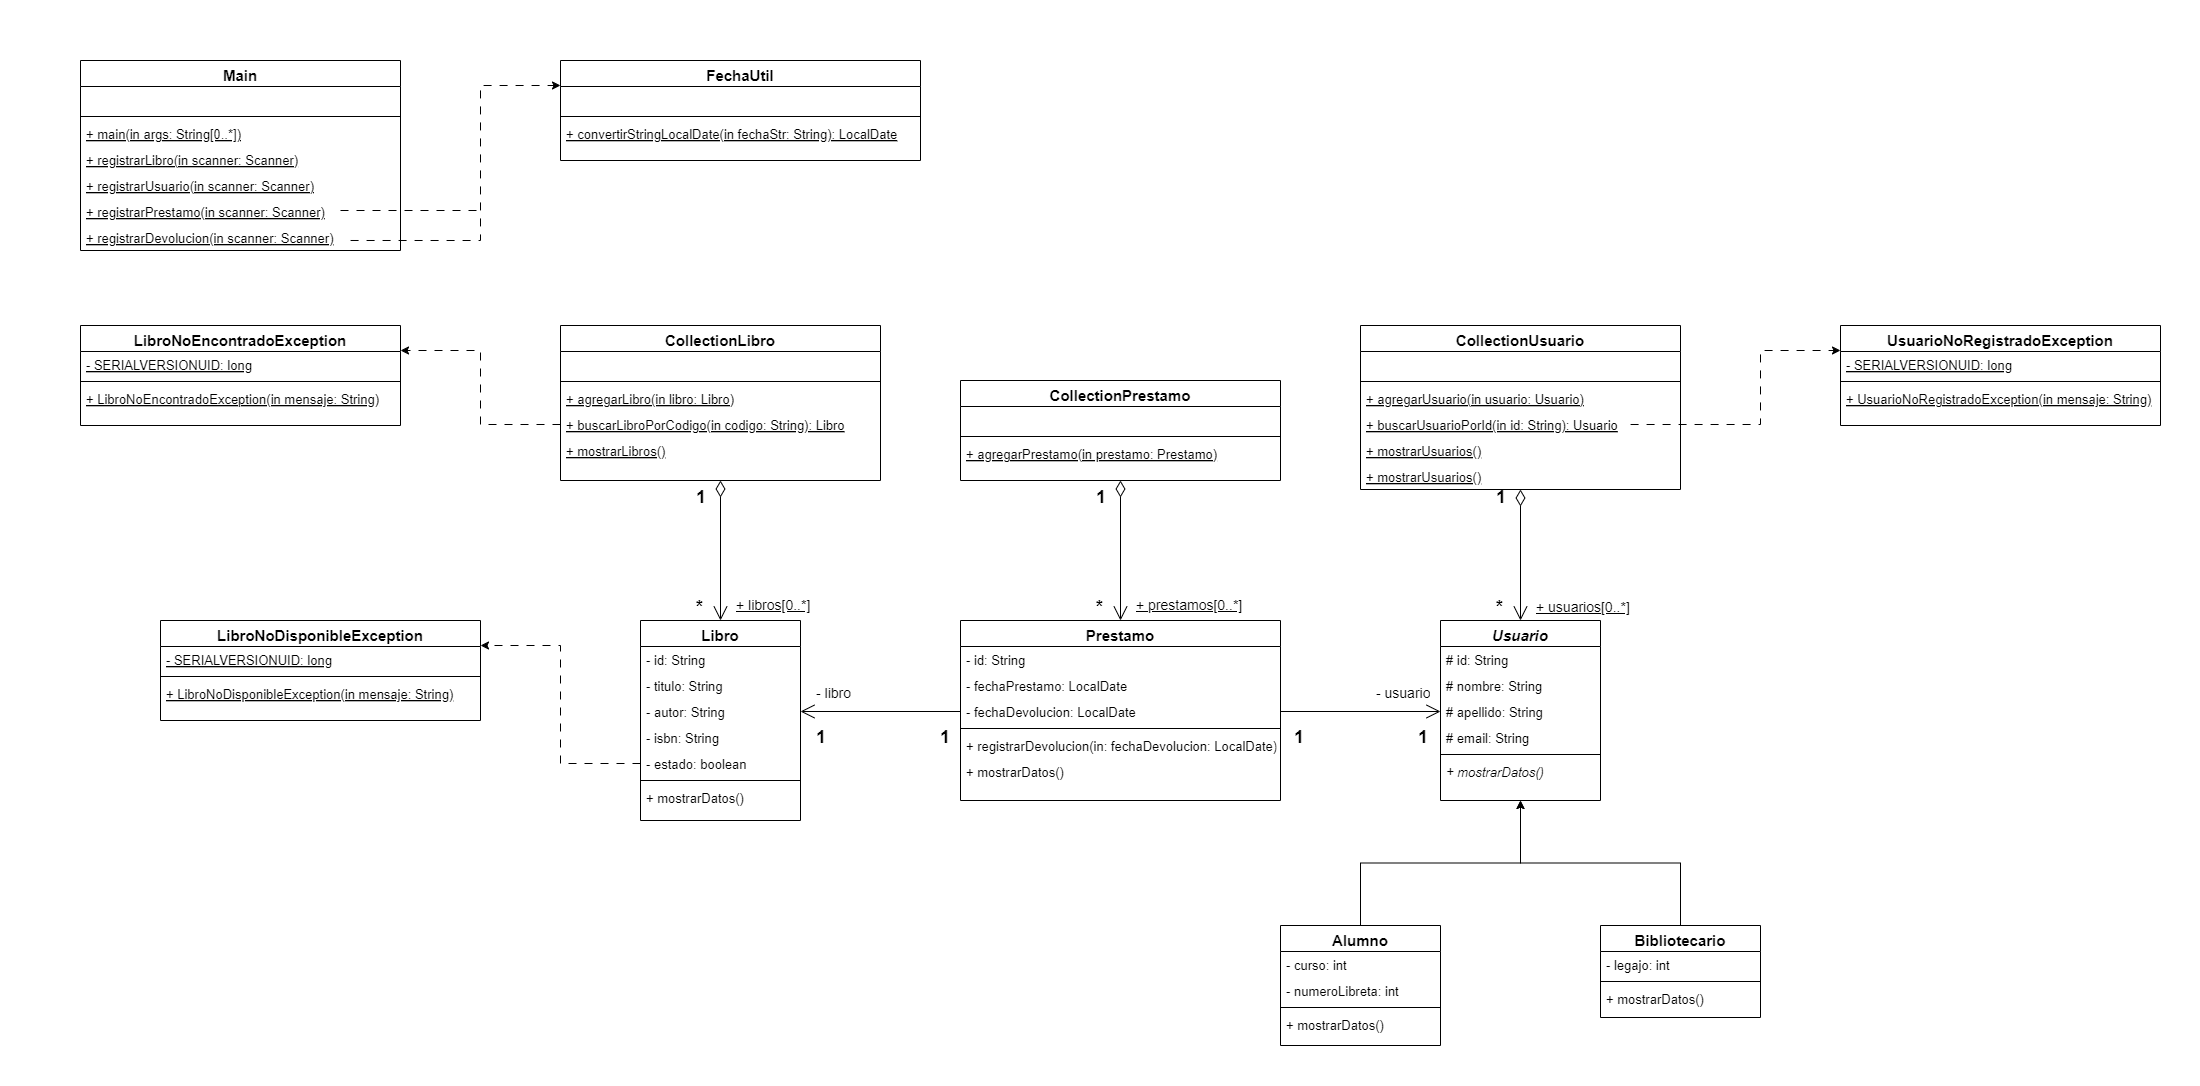 Main
+ main(in args: String[0..*])
+ registrarLibro(in scanner: Scanner)
+ registrarUsuario(in scanner: Scanner)
+ registrarPrestamo(in scanner: Scanner)
+ registrarDevolucion(in scanner: Scanner)
FechaUtil
+ convertirStringLocalDate(in fechaStr: String): LocalDate
LibroNoEncontradoException
- SERIALVERSIONUID: long
+ LibroNoEncontradoException(in mensaje: String)
CollectionLibro
+ agregarLibro(in libro: Libro)
+ buscarLibroPorCodigo(in codigo: String): Libro
+ mostrarLibros()
CollectionPrestamo
+ agregarPrestamo(in prestamo: Prestamo)
CollectionUsuario
+ agregarUsuario(in usuario: Usuario)
+ buscarUsuarioPorId(in id: String): Usuario
+ mostrarUsuarios()
+ mostrarUsuarios()
UsuarioNoRegistradoException
- SERIALVERSIONUID: long
+ UsuarioNoRegistradoException(in mensaje: String)
1
1
1
* + libros[0..*]
* + prestamos[0..*]
* + usuarios[0..*]
LibroNoDisponibleException
- SERIALVERSIONUID: long
+ LibroNoDisponibleException(in mensaje: String)
Libro
- id: String
- titulo: String
- autor: String
- isbn: String
- estado: boolean
+ mostrarDatos()
- libro
1
1
Prestamo
- id: String
- fechaPrestamo: LocalDate
- fechaDevolucion: LocalDate
+ registrarDevolucion(in: fechaDevolucion: LocalDate)
+ mostrarDatos()
- usuario
1
1
Usuario
# id: String
# nombre: String
# apellido: String
# email: String
+ mostrarDatos()
Alumno
- curso: int
- numeroLibreta: int
+ mostrarDatos()
Bibliotecario
- legajo: int
+ mostrarDatos()